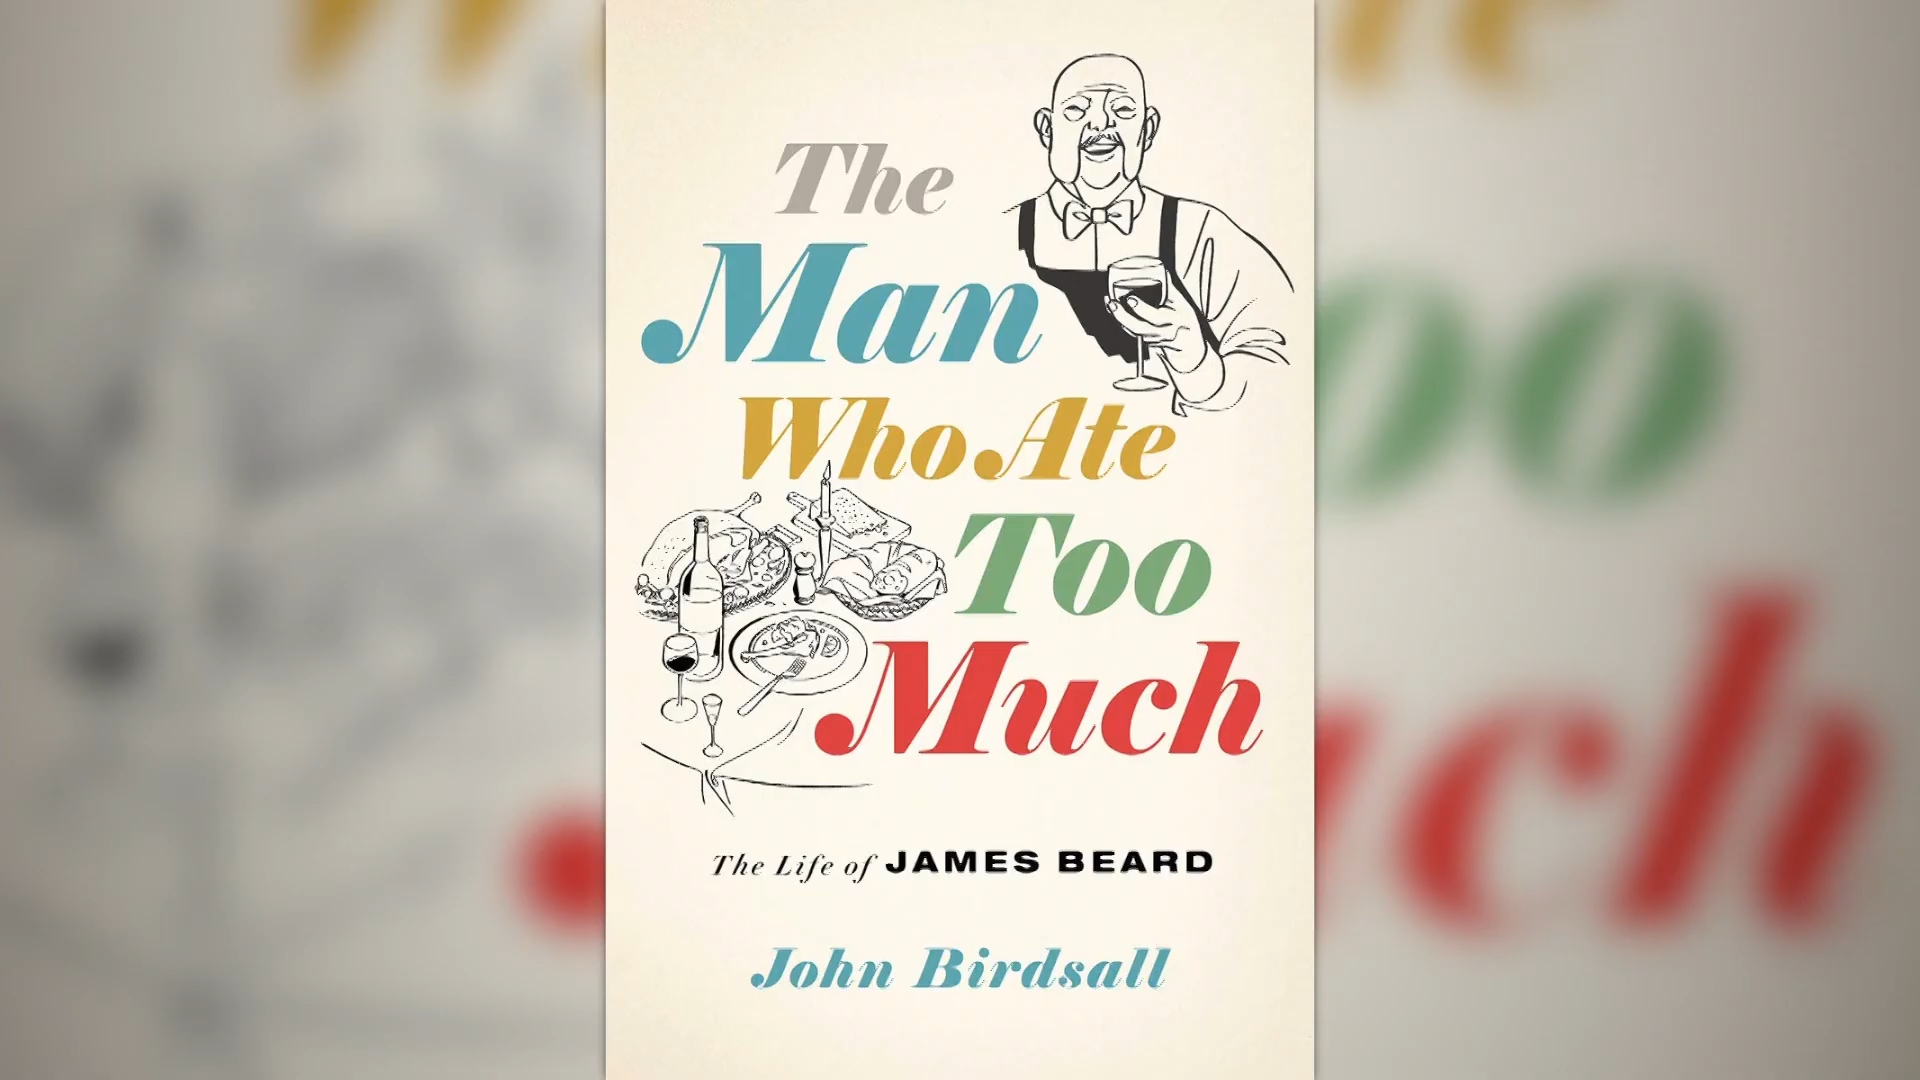 The
Man
Who Ate
Too
Much
The Life of JAMES BEARD
John Birdsall